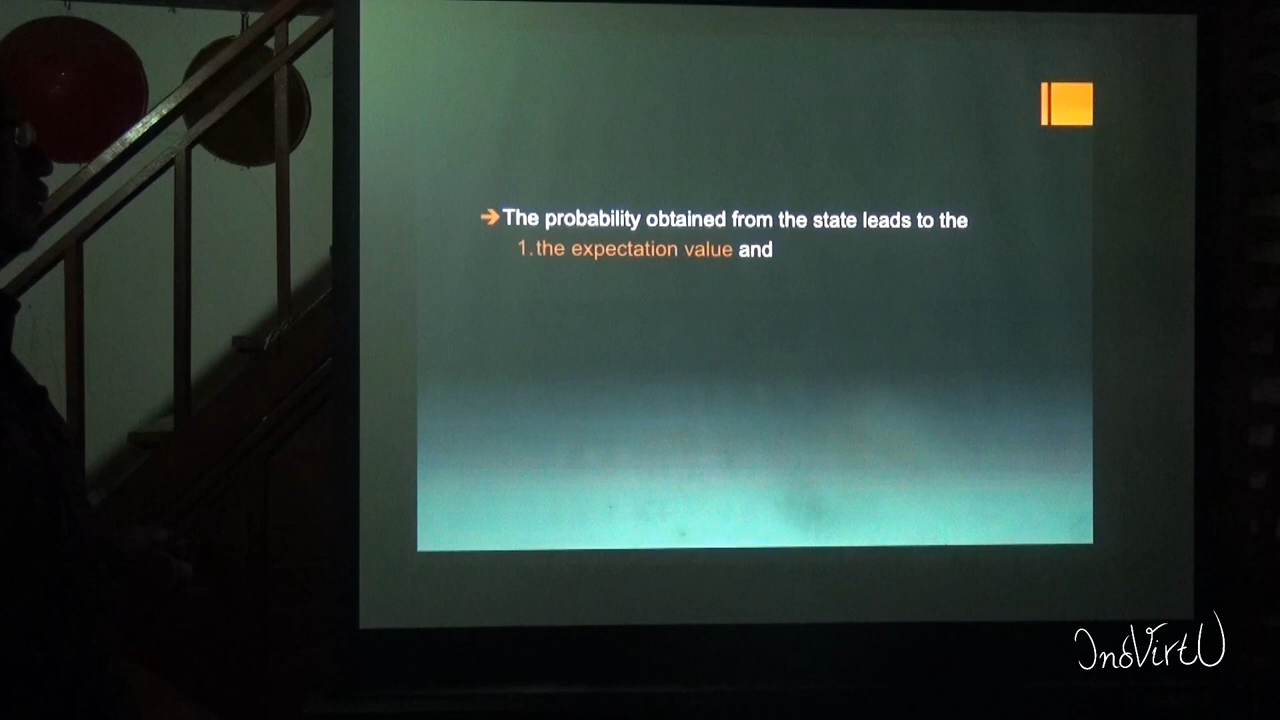 ➔The probability obtained from the state leads to the
1.the expectation value and
InoVirtU